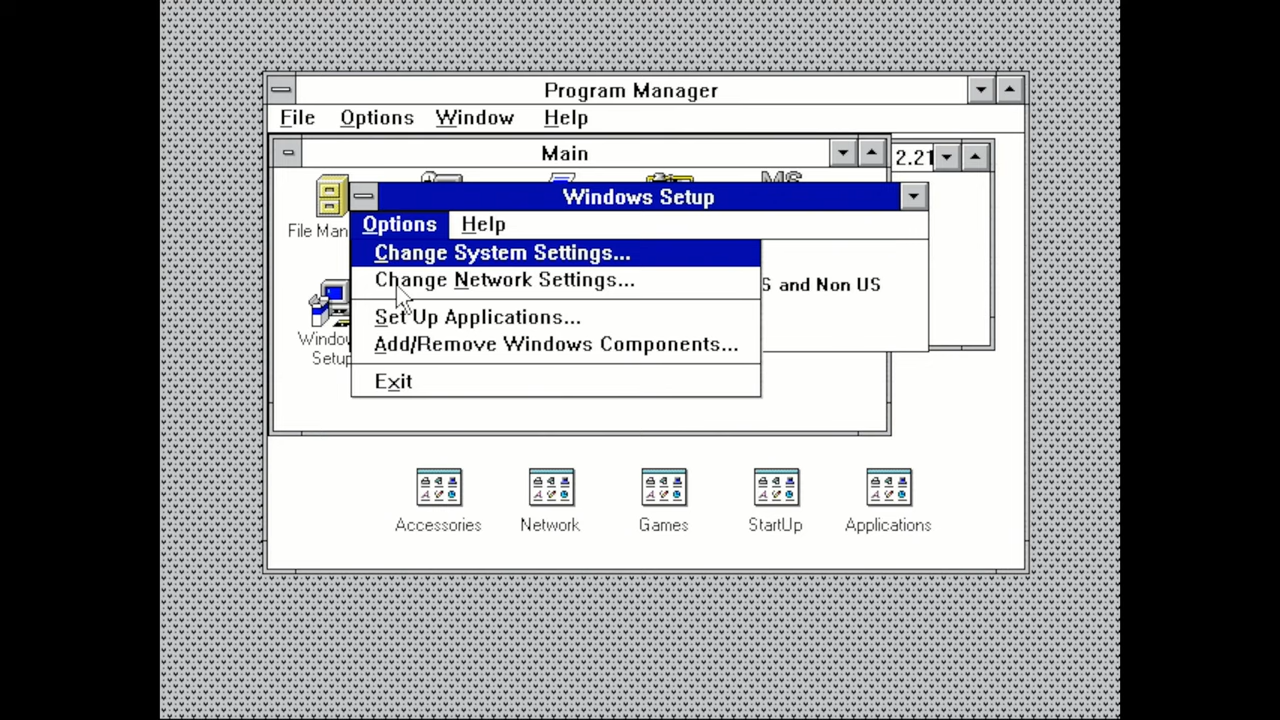 Program Manager
File Options Window Help
Main
2.21
MS
File Man
Windows Setup
Options Help
Change System Settings...
Change Network Settings...
S and Non US
Set Up Applications...
Add/Remove Windows Components...
Exit
Window
Setup
Accessories Network Games StartUp Applications